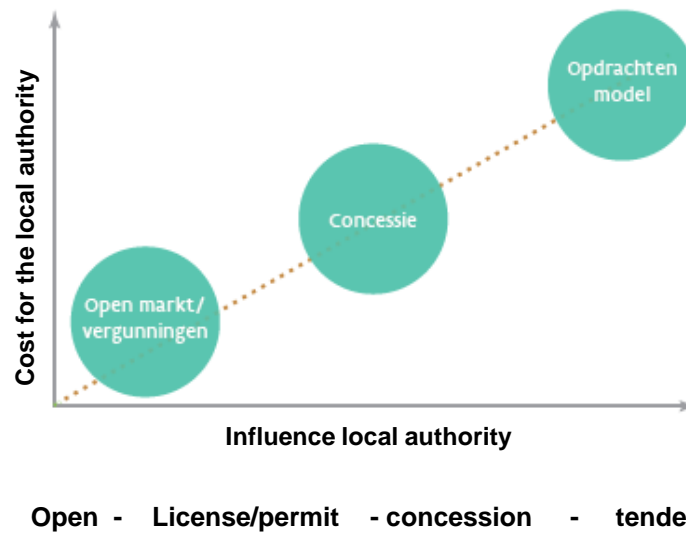 Cost for the local authority
Opdrachten
model
Concessie
Open markt/
vergunningen
Influence local authority
Open - License/permit - concession - tende